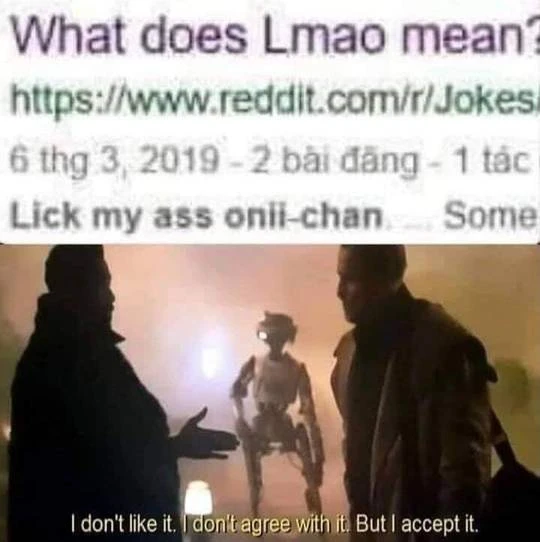 What does Lmao mean?
https://www.reddit.com/r/Jokes/
6 thg 3, 2019 - 2 bài đăng - 1 tác
Lick my ass onii-chan. ... Some
I don't like it. I don't agree with it. But I accept it.